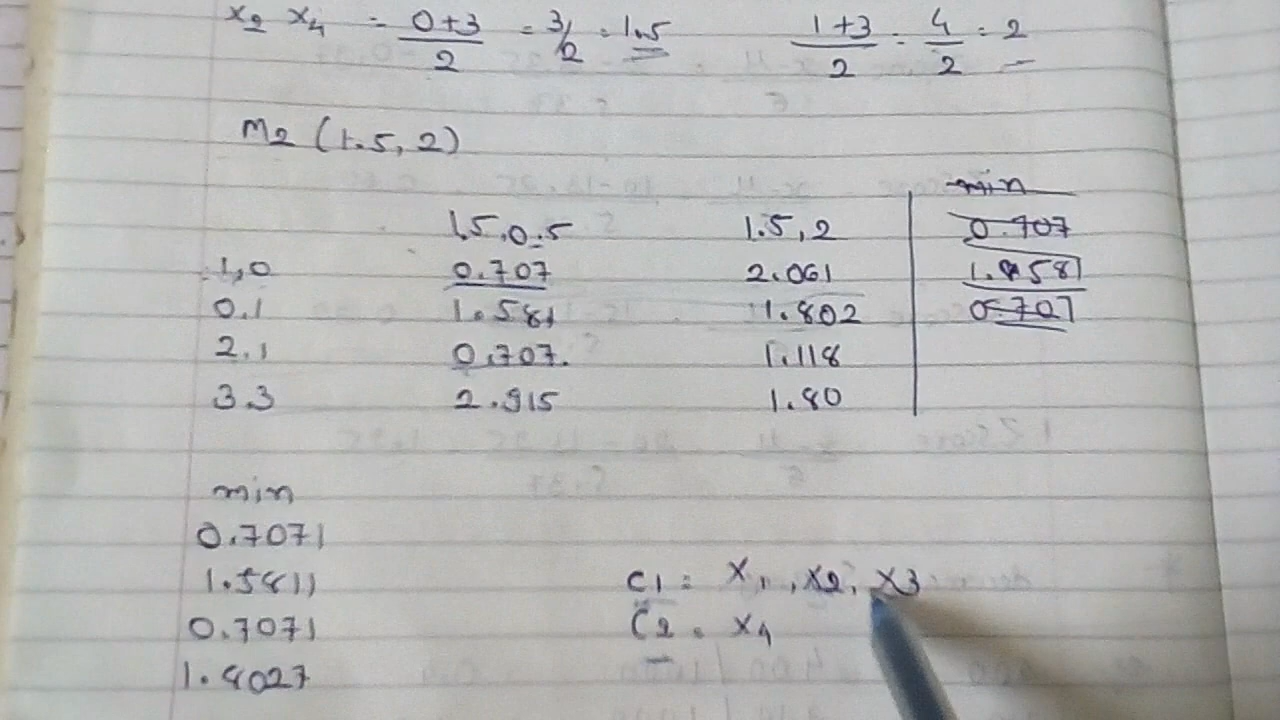 x2 x4 = 0+3/2 = 3/2 = 1.5 1+3/2 = 4/2 = 2
M2 (1.5, 2)
min
1.5, 0.5 1.5, 2 0.707
1,0 0.707 2.061 1.581
0.1 1.581 1.802 0.707
2.1 0.707. 1.118
3.3 2.915 1.80
min
0.7071
1.5811 C1 = x1, x2, x3
0.7071 C2 = x4
1.8027